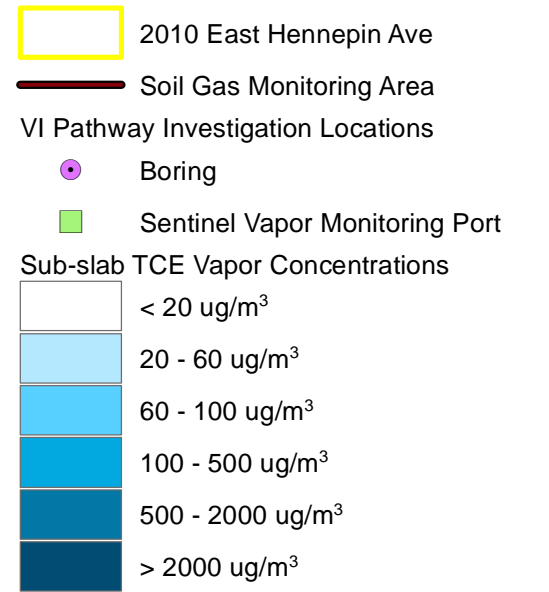 2010 East Hennepin Ave
Soil Gas Monitoring Area
VI Pathway Investigation Locations
Boring
Sentinel Vapor Monitoring Port
Sub-slab TCE Vapor Concentrations
< 20 ug/m³
20 - 60 ug/m³
60 - 100 ug/m³
100 - 500 ug/m³
500 - 2000 ug/m³
> 2000 ug/m³